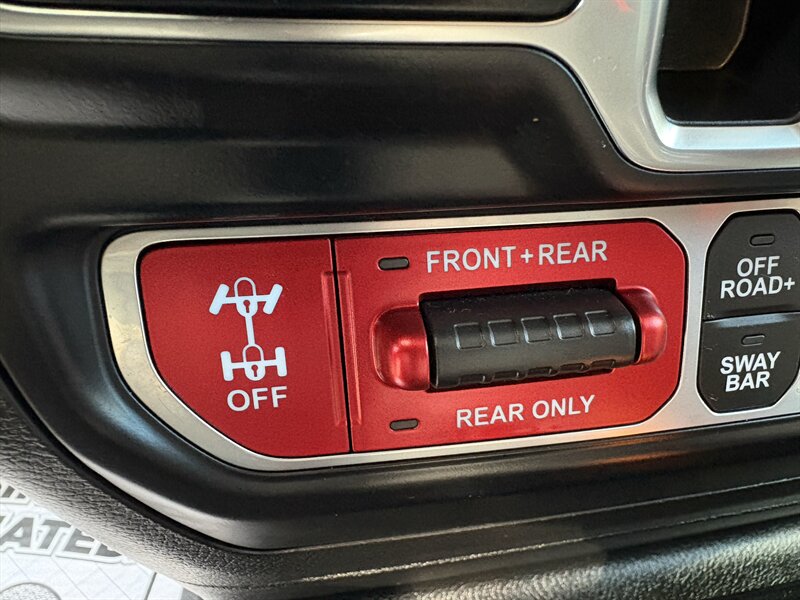 FRONT+REAR
OFF
REAR ONLY
OFF
ROAD+
SWAY
BAR